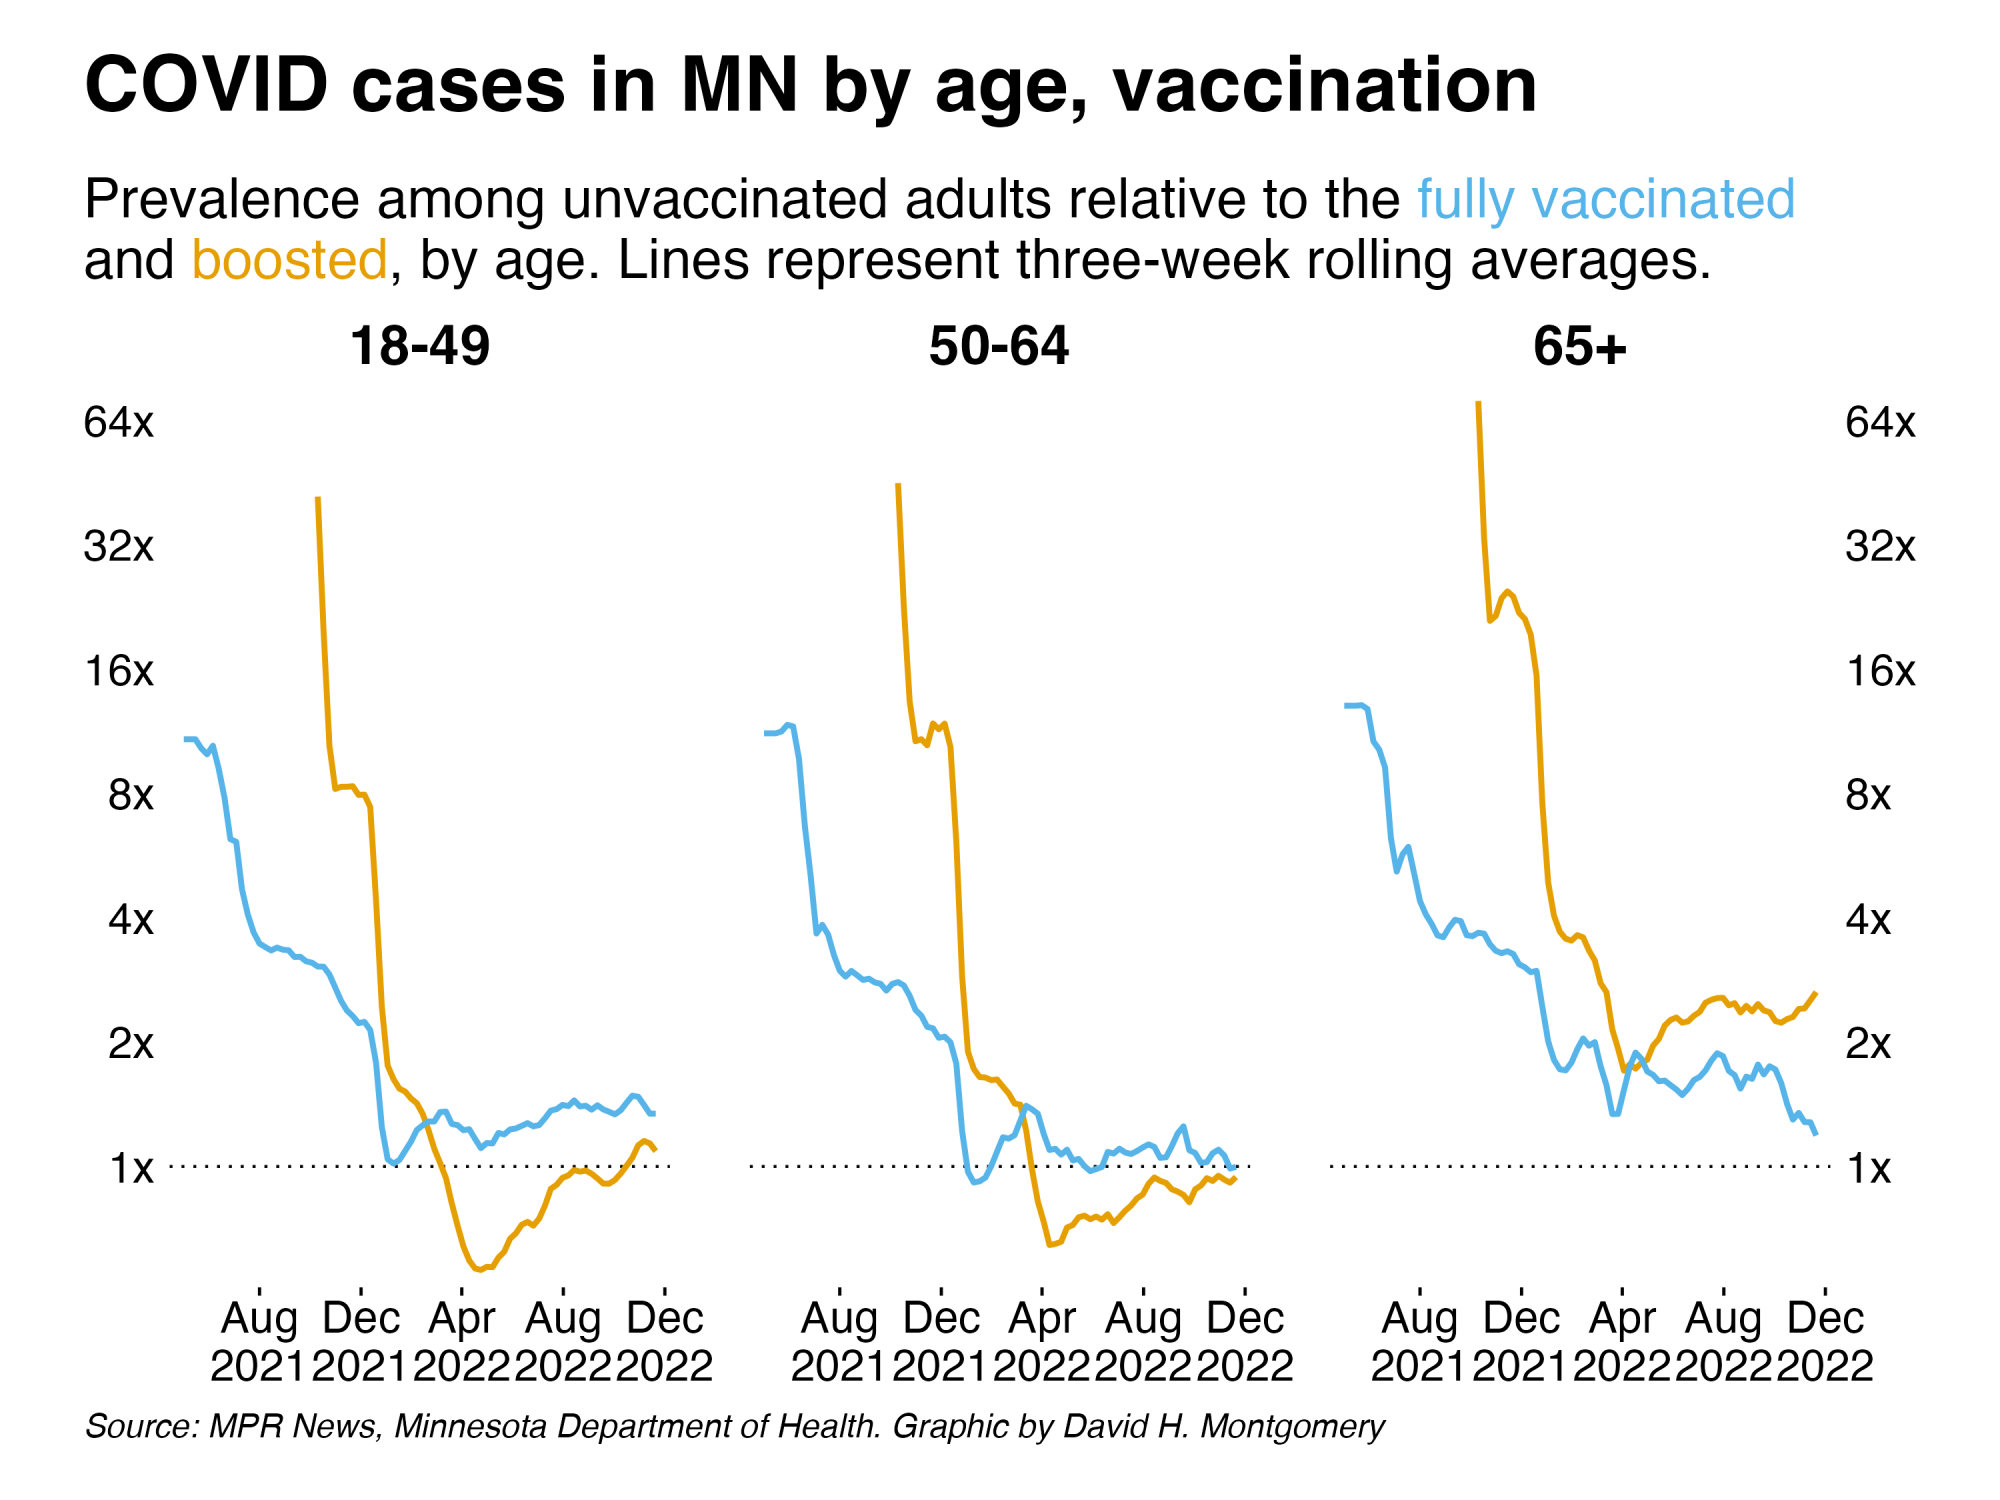 COVID cases in MN by age, vaccination
Prevalence among unvaccinated adults relative to the fully vaccinated
and boosted, by age. Lines represent three-week rolling averages.
18-49 50-64 65+
64x 64x
32x 32x
16x 16x
8x 8x
4x 4x
2x 2x
1x 1x
Aug Dec Apr Aug Dec Aug Dec Apr Aug Dec Aug Dec Apr Aug Dec
2021 2021 2022 2022 2022 2021 2021 2022 2022 2022 2021 2021 2022 2022 2022
Source: MPR News, Minnesota Department of Health. Graphic by David H. Montgomery